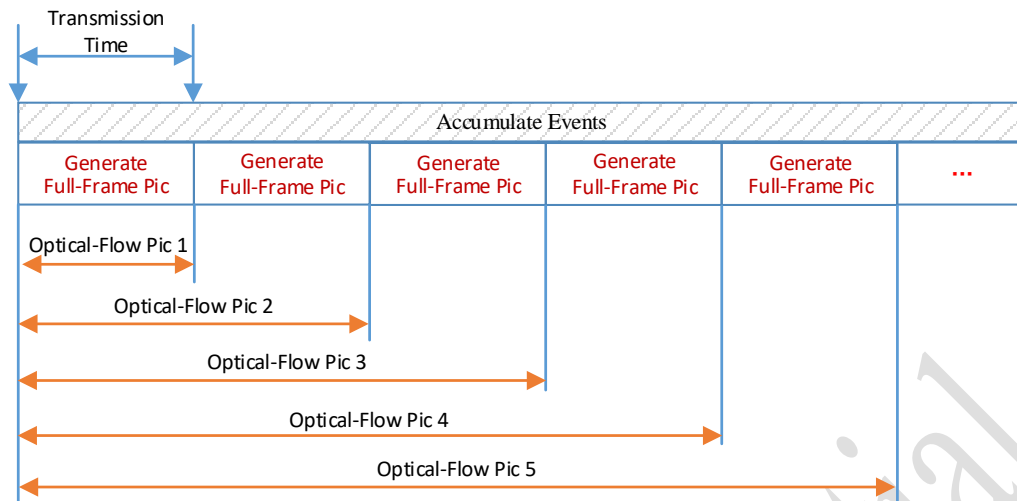 Transmission
Time
Accumulate Events
Generate
Full-Frame Pic
Generate
Full-Frame Pic
Generate
Full-Frame Pic
Generate
Full-Frame Pic
Generate
Full-Frame Pic
...
Optical-Flow Pic 1
Optical-Flow Pic 2
Optical-Flow Pic 3
Optical-Flow Pic 4
Optical-Flow Pic 5